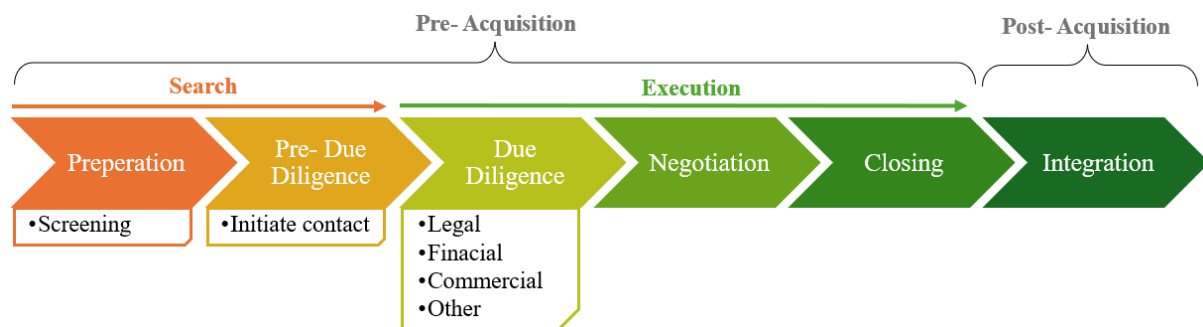 Pre- Acquisition
Post- Acquisition
Search
Execution
Preperation
Pre- Due
Diligence
Due
Diligence
Negotiation
Closing
Integration
•Screening
•Initiate contact
•Legal
•Finacial
•Commercial
•Other